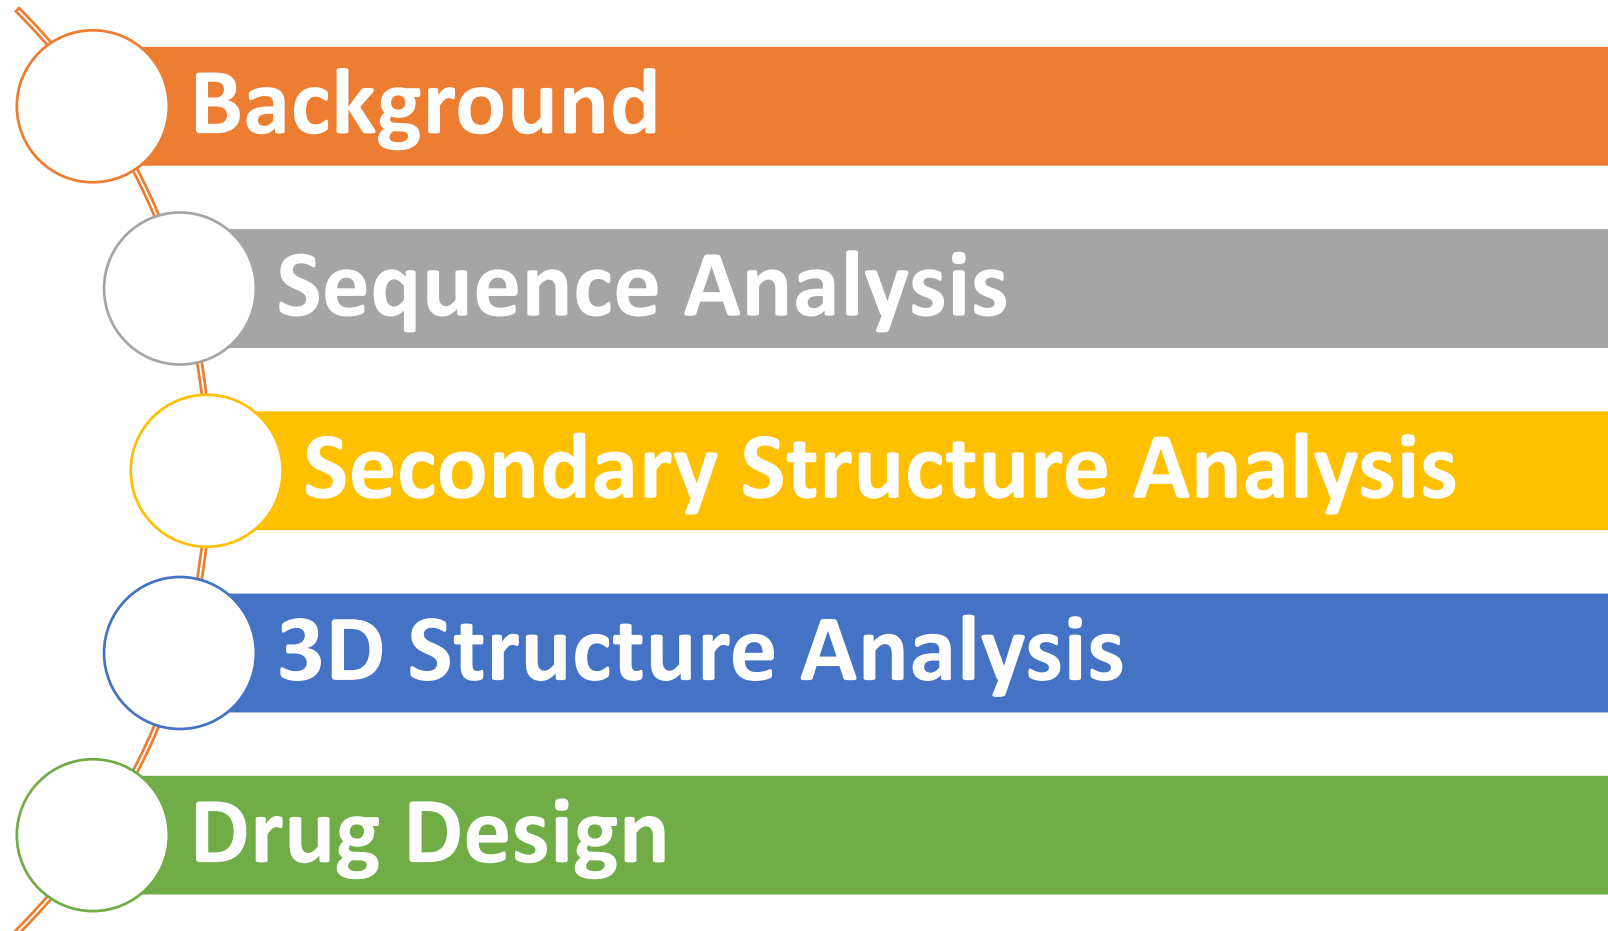 Background
Sequence Analysis
Secondary Structure Analysis
3D Structure Analysis
Drug Design